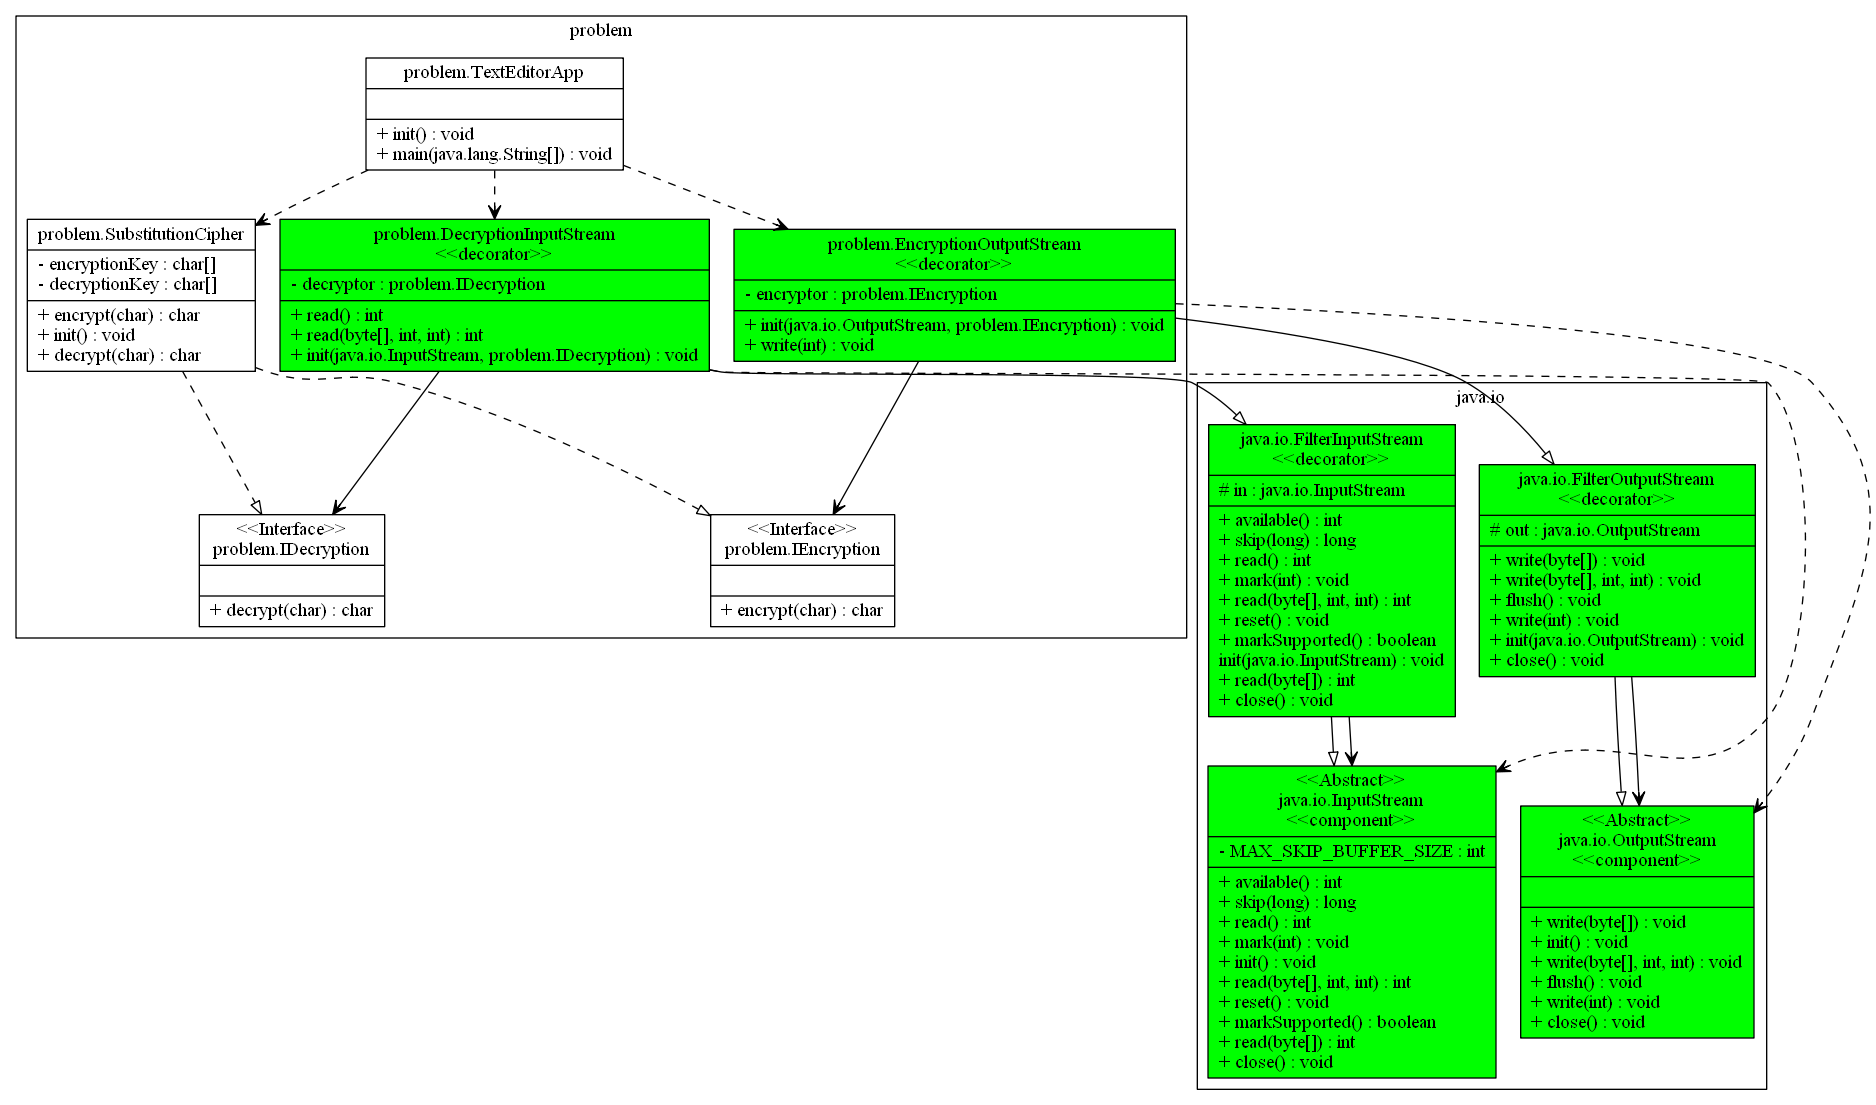 problem
problem.TextEditorApp
+ init() : void
+ main(java.lang.String[]) : void
problem.SubstitutionCipher
- encryptionKey : char[]
- decryptionKey : char[]
+ encrypt(char) : char
+ init() : void
+ decrypt(char) : char
problem.DecryptionInputStream
<<decorator>>
- decryptor : problem.IDecryption
+ read() : int
+ read(byte[], int, int) : int
+ init(java.io.InputStream, problem.IDecryption) : void
problem.EncryptionOutputStream
<<decorator>>
- encryptor : problem.IEncryption
+ init(java.io.OutputStream, problem.IEncryption) : void
+ write(int) : void
<<Interface>>
problem.IDecryption
+ decrypt(char) : char
<<Interface>>
problem.IEncryption
+ encrypt(char) : char
java.io
java.io.FilterInputStream
<<decorator>>
# in : java.io.InputStream
+ available() : int
+ skip(long) : long
+ read() : int
+ mark(int) : void
+ read(byte[], int, int) : int
+ reset() : void
+ markSupported() : boolean
init(java.io.InputStream) : void
+ read(byte[]) : int
+ close() : void
java.io.FilterOutputStream
<<decorator>>
# out : java.io.OutputStream
+ write(byte[]) : void
+ write(byte[], int, int) : void
+ flush() : void
+ write(int) : void
+ init(java.io.OutputStream) : void
+ close() : void
<<Abstract>>
java.io.InputStream
<<component>>
- MAX_SKIP_BUFFER_SIZE : int
+ available() : int
+ skip(long) : long
+ read() : int
+ mark(int) : void
+ init() : void
+ read(byte[], int, int) : int
+ reset() : void
+ markSupported() : boolean
+ read(byte[]) : int
+ close() : void
<<Abstract>>
java.io.OutputStream
<<component>>
+ write(byte[]) : void
+ init() : void
+ write(byte[], int, int) : void
+ flush() : void
+ write(int) : void
+ close() : void